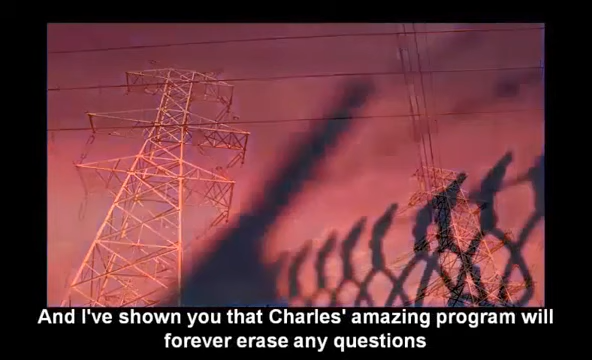 And I've shown you that Charles' amazing program will
forever erase any questions